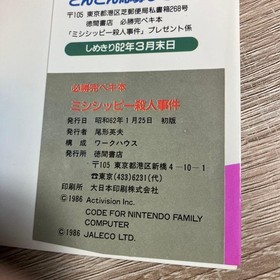 〒105 東京都港区芝郵便局私書箱268号
徳間書店 必勝完ペキ本
「ミシシッピー殺人事件」プレゼント係
しめきり62年3月末日
必勝完ペキ本
ミシシッピー殺人事件
発行日 昭和62年1月25日 初版
発行者 尾形英夫
構成 ワークハウス
発行所 徳間書店
〒105 東京都港区新橋4-10-1
☎東京(433)6231(代)
印刷所 大日本印刷株式会社
©1986 Activision Inc.
CODE FOR NINTENDO FAMILY
COMPUTER
©1986 JALECO LTD.